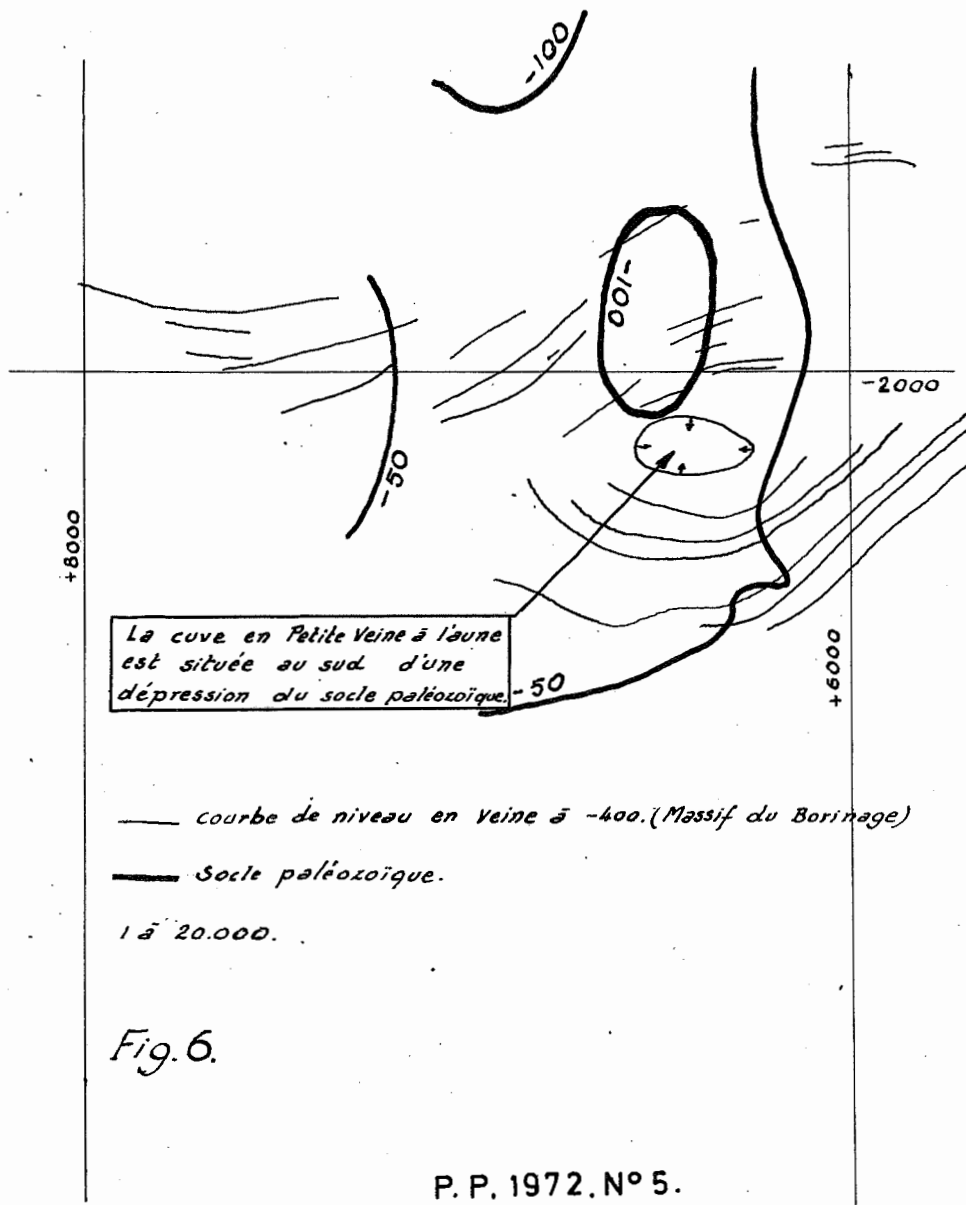 -100
-100
-2000
-50
+8000
La cuve en Petite Veine à l'aune
est située au sud d'une
dépression du socle paléozoïque.
-50
+6000
courbe de niveau en veine à -400. (Massif du Borinage)
Socle paléozoïque.
1 à 20.000.
Fig. 6.
P. P. 1972. N° 5.